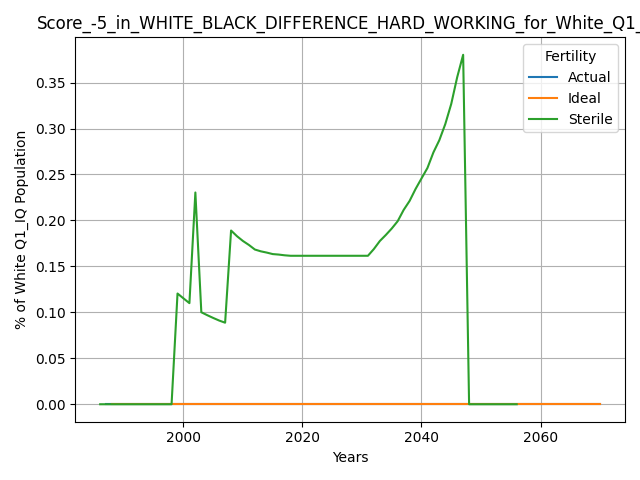 Score_-5_in_WHITE_BLACK_DIFFERENCE_HARD_WORKING_for_White_Q1_
Fertility
Actual
Ideal
Sterile
% of White Q1_IQ Population
0.35
0.30
0.25
0.20
0.15
0.10
0.05
0.00
2000
2020
2040
2060
Years